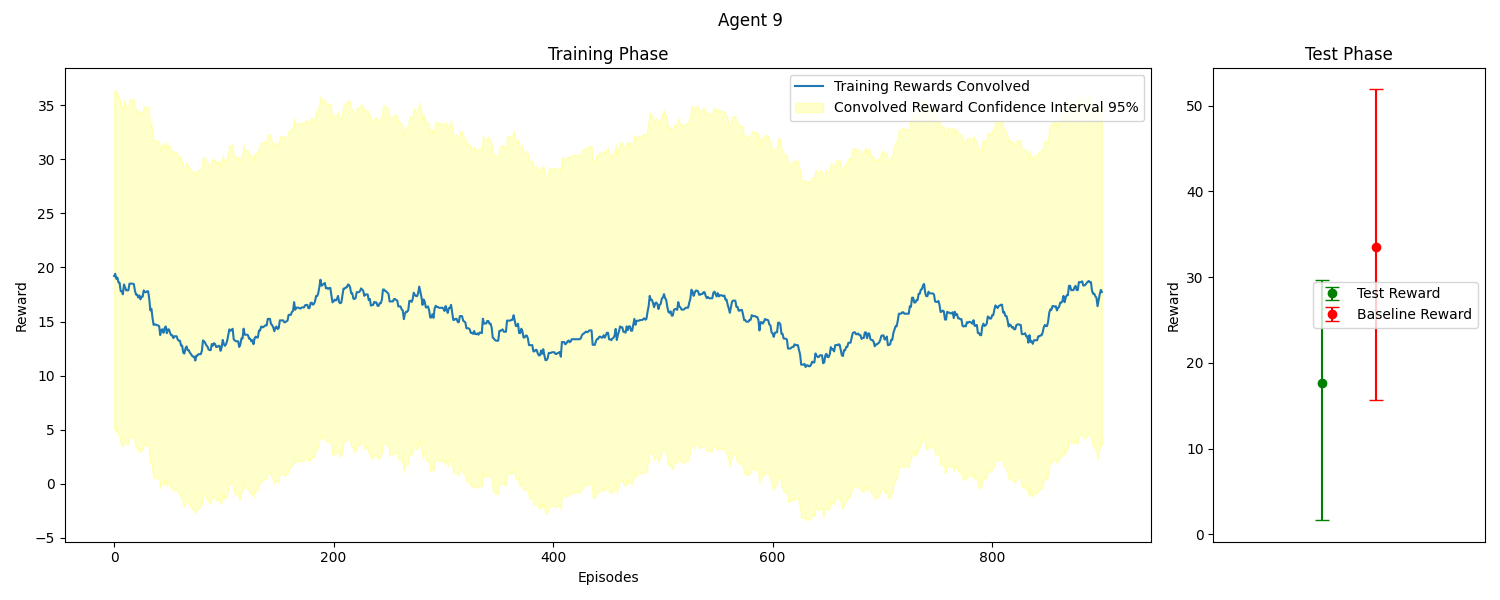 Agent 9
Training Phase
Test Phase
Training Rewards Convolved
Convolved Reward Confidence Interval 95%
Reward
35
30
25
20
15
10
5
0
−5
0
200
400
600
800
Episodes
Reward
50
40
30
20
10
0
Test Reward
Baseline Reward